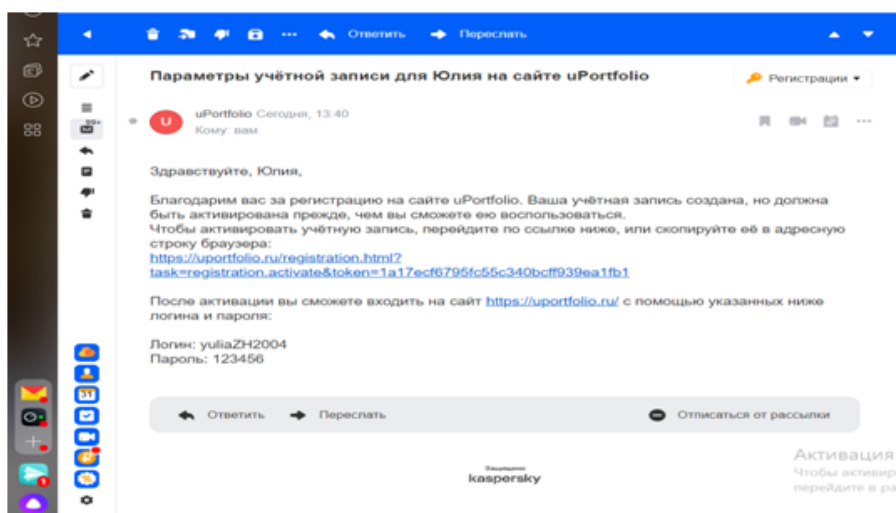 Ответить
Переслать
Параметры учётной записи для Юлия на сайте uPortfolio
Регистрации
99+
U
uPortfolio Сегодня, 13:40
Кому: вам
Здравствуйте, Юлия,
Благодарим вас за регистрацию на сайте uPortfolio. Ваша учётная запись создана, но должна
быть активирована прежде, чем вы сможете ею воспользоваться.
Чтобы активировать учётную запись, перейдите по ссылке ниже, или скопируйте её в адресную
строку браузера:
https://uportfolio.ru/registration.html?
task=registration.activate&token=1a17ecf6795fc55c340bcff939ea1fb1
После активации вы сможете входить на сайт https://uportfolio.ru/ с помощью указанных ниже
логина и пароля:
Логин: yuliaZH2004
Пароль: 123456
31
Ответить
Переслать
Отписаться от рассылки
Защищено
kaspersky
Активация
Чтобы активир
перейдите в ра
1